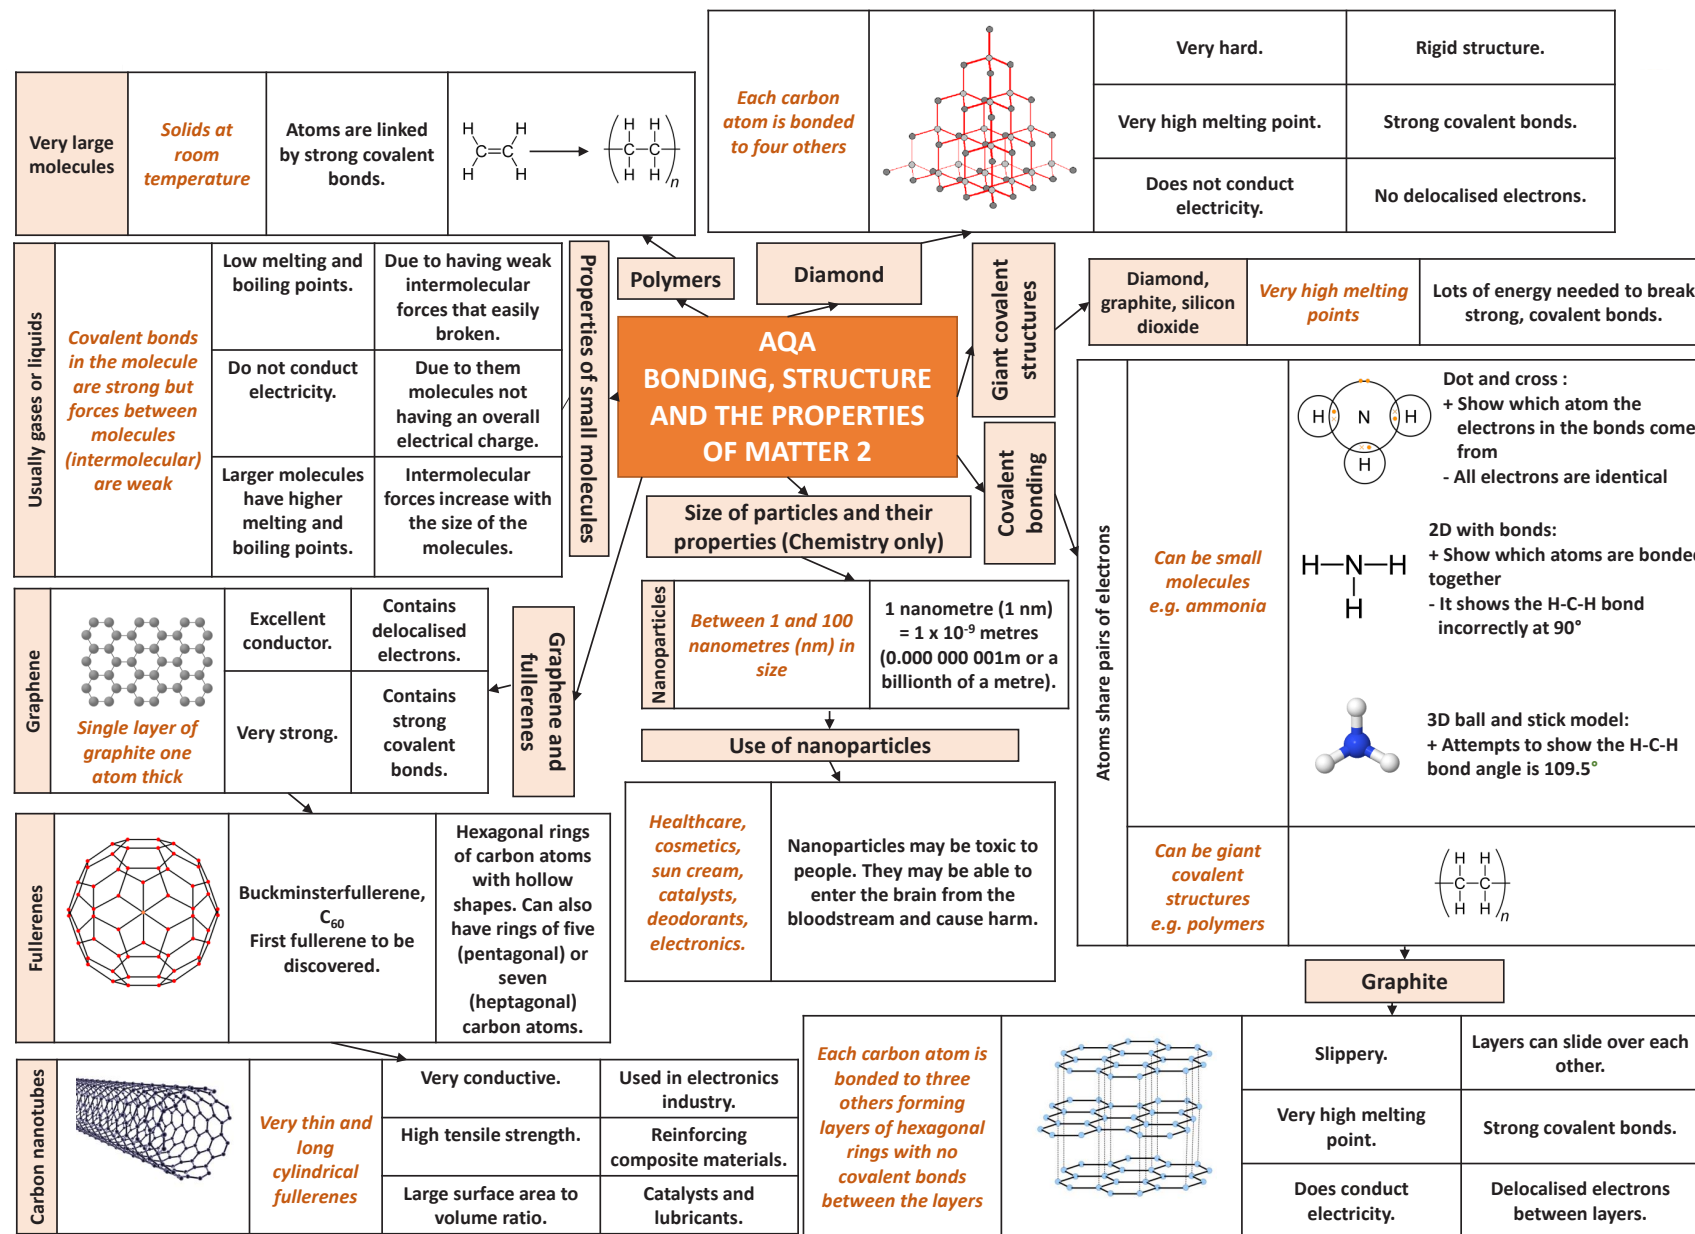 Very large
molecules
Solids at
room
temperature
Atoms are linked
by strong covalent
bonds.
H H
C=C
H H
H H
C C
H H
n
Each carbon
atom is bonded
to four others
Very hard.
Rigid structure.
Very high melting point.
Strong covalent bonds.
Does not conduct
electricity.
No delocalised electrons.
Polymers
Diamond
Usually gases or liquids
Covalent bonds
in the molecule
are strong but
forces between
molecules
(intermolecular)
are weak
Low melting and
boiling points.
Due to having weak
intermolecular
forces that easily
broken.
Do not conduct
electricity.
Due to them
molecules not
having an overall
electrical charge.
Larger molecules
have higher
melting and
boiling points.
Intermolecular
forces increase with
the size of the
molecules.
Properties of small molecules
AQA
BONDING, STRUCTURE
AND THE PROPERTIES
OF MATTER 2
Giant covalent
structures
Diamond,
graphite, silicon
dioxide
Very high melting
points
Lots of energy needed to break
strong, covalent bonds.
Covalent
bonding
Atoms share pairs of electrons
Can be small
molecules
e.g. ammonia
H N H
H
Dot and cross :
+ Show which atom the
electrons in the bonds come
from
- All electrons are identical
H—N—H
H
2D with bonds:
+ Show which atoms are bonded
together
- It shows the H-C-H bond
incorrectly at 90°
3D ball and stick model:
+ Attempts to show the H-C-H
bond angle is 109.5°
Can be giant
covalent
structures
e.g. polymers
H H
C C
H H
n
Size of particles and their
properties (Chemistry only)
Nanoparticles
Between 1 and 100
nanometres (nm) in
size
1 nanometre (1 nm)
= 1 x 10⁻⁹ metres
(0.000 000 001m or a
billionth of a metre).
Use of nanoparticles
Healthcare,
cosmetics,
sun cream,
catalysts,
deodorants,
electronics.
Nanoparticles may be toxic to
people. They may be able to
enter the brain from the
bloodstream and cause harm.
Graphene and
fullerenes
Graphene
Single layer of
graphite one
atom thick
Excellent
conductor.
Contains
delocalised
electrons.
Very strong.
Contains
strong
covalent
bonds.
Fullerenes
Buckminsterfullerene,
C₆₀
First fullerene to be
discovered.
Hexagonal rings
of carbon atoms
with hollow
shapes. Can also
have rings of five
(pentagonal) or
seven
(heptagonal)
carbon atoms.
Carbon nanotubes
Very thin and
long
cylindrical
fullerenes
Very conductive.
Used in electronics
industry.
High tensile strength.
Reinforcing
composite materials.
Large surface area to
volume ratio.
Catalysts and
lubricants.
Graphite
Each carbon atom is
bonded to three
others forming
layers of hexagonal
rings with no
covalent bonds
between the layers
Slippery.
Layers can slide over each
other.
Very high melting
point.
Strong covalent bonds.
Does conduct
electricity.
Delocalised electrons
between layers.